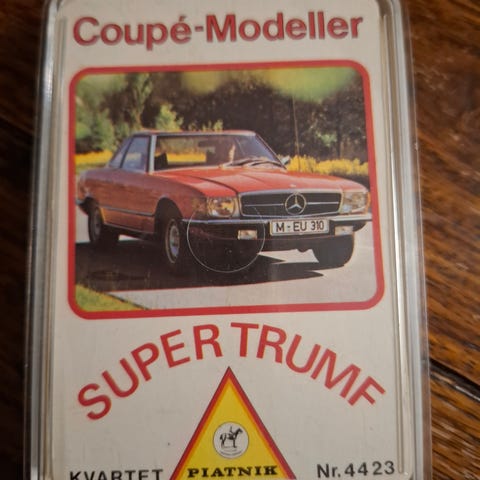 Coupé-Modeller
M-EU 310
SUPER TRUMF
KVARTET PIATNIK Nr. 4423